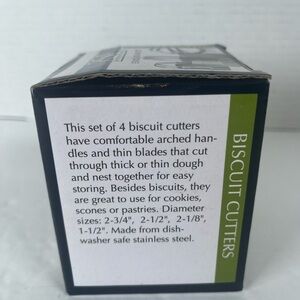 This set of 4 biscuit cutters
have comfortable arched han-
dles and thin blades that cut
through thick or thin dough
and nest together for easy
storing. Besides biscuits, they
are great to use for cookies,
scones or pastries. Diameter
sizes: 2-3/4", 2-1/2", 2-1/8",
1-1/2". Made from dish-
washer safe stainless steel.
BISCUIT CUTTERS